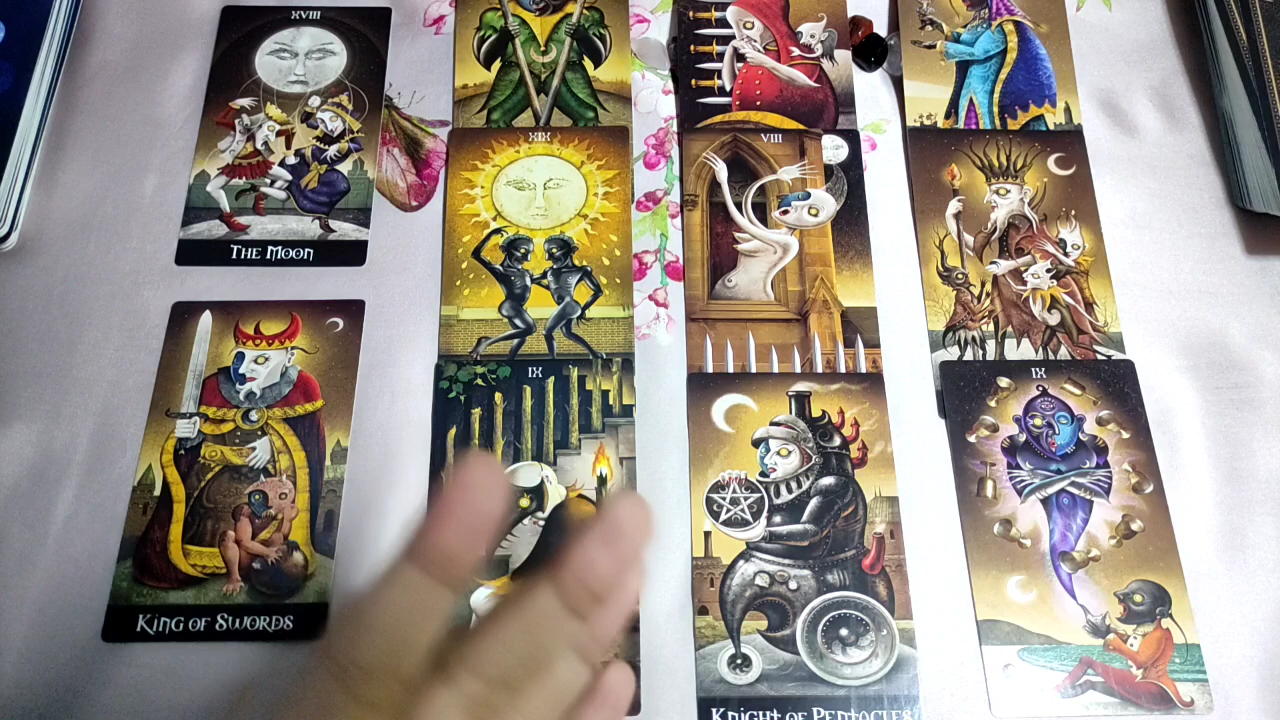 XVIII
THE MOON
KING OF SWORDS
XIX
IX
VIII
KNIGHT OF PENTACLES
IX